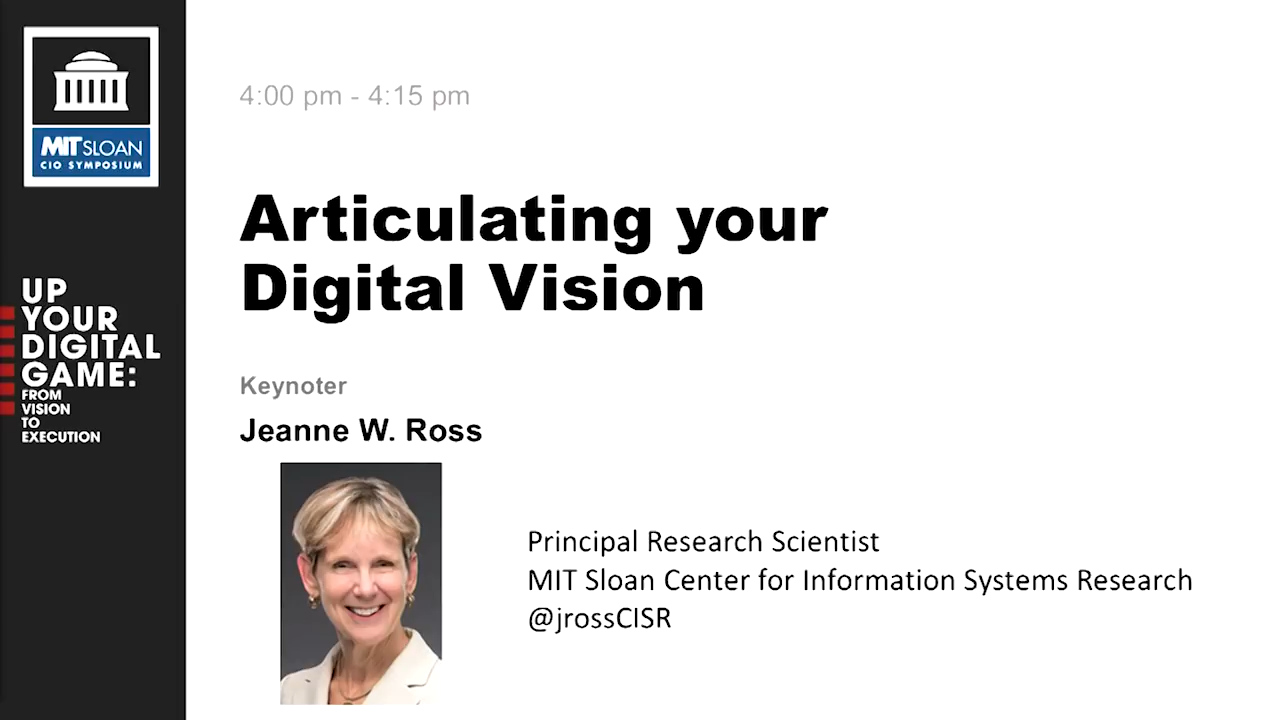 MIT SLOAN
CIO SYMPOSIUM
UP
YOUR
DIGITAL
GAME:
FROM
VISION
TO
EXECUTION
4:00 pm - 4:15 pm
Articulating your
Digital Vision
Keynoter
Jeanne W. Ross
Principal Research Scientist
MIT Sloan Center for Information Systems Research
@jrossCISR